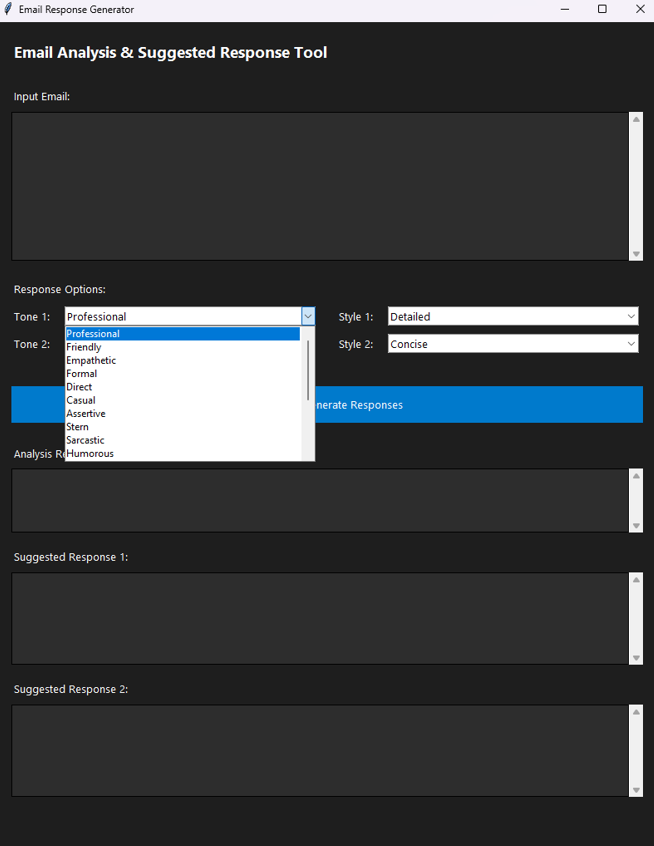 Email Response Generator
Email Analysis & Suggested Response Tool
Input Email:
Response Options:
Tone 1: Professional Style 1: Detailed
Professional
Friendly
Empathetic
Formal
Direct
Casual
Assertive
Stern
Sarcastic
Humorous
Tone 2: Style 2: Concise
Responses
Analysis
Suggested Response 1:
Suggested Response 2: